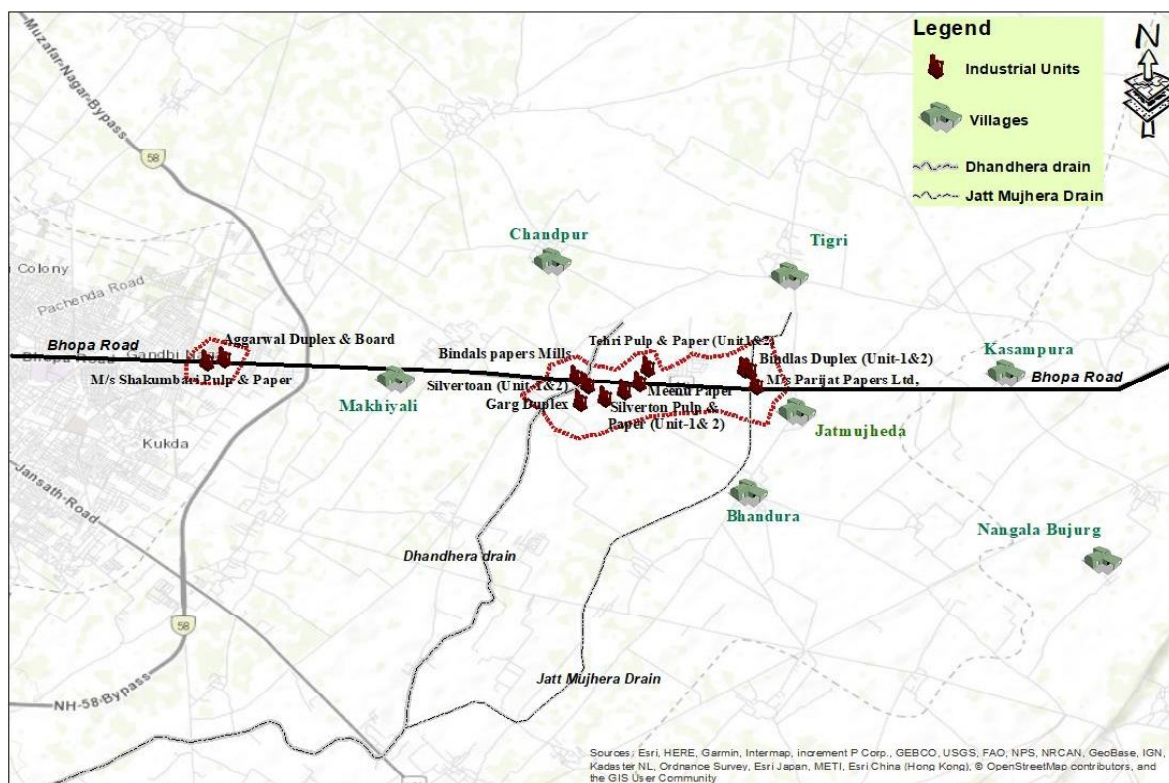 Legend
N
Industrial Units
Villages
Dhandhera drain
Jatt Mujhera Drain
Muzafar-Nagar-Bypass
58
Chandpur
Tigri
Colony
Pachenda Road
Bhopa Road
Aggarwal Duplex & Board
Tehri Pulp & Paper (Unit1&2)
Bindals papers Mills
Bindlas Duplex (Unit-1&2)
Kasampura
Gandhi
M/s Shakumbari Pulp & Paper
Silvertoan (Unit-1&2)
Meenu Paper
M/s Parijat Papers Ltd,
Bhopa Road
Makhiyali
Garg Duplex
Silverton Pulp &
Paper (Unit-1& 2)
Jatmujheda
Kukda
Jansath-Road
Bhandura
Nangala Bujurg
Dhandhera drain
58
Jatt Mujhera Drain
NH-58-Bypass
Sources: Esri, HERE, Garmin, Intermap, increment P Corp., GEBCO, USGS, FAO, NPS, NRCAN, GeoBase, IGN,
Kadaster NL, Ordnance Survey, Esri Japan, METI, Esri China (Hong Kong), © OpenStreetMap contributors, and
the GIS User Community